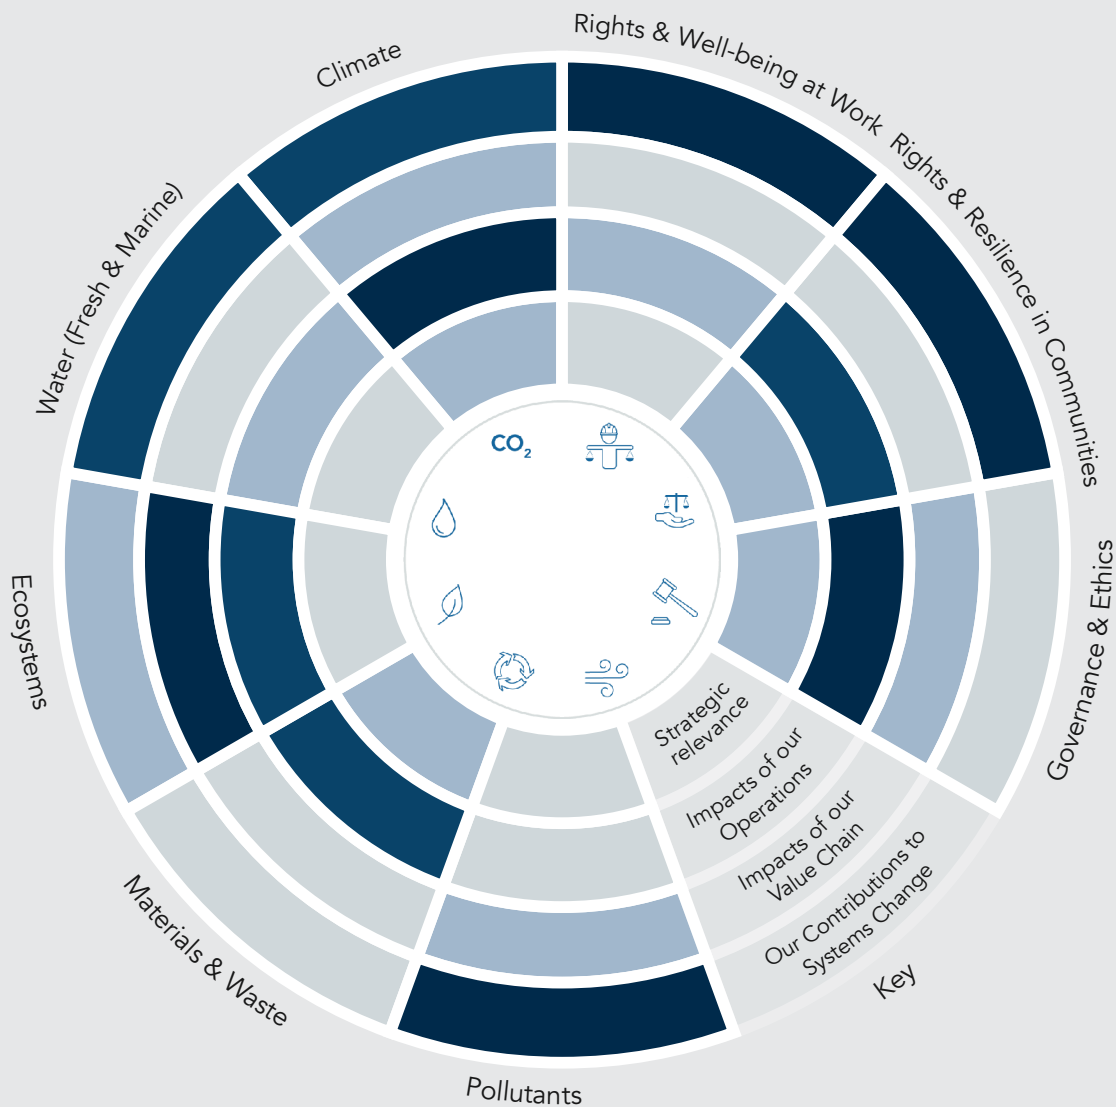 Climate
Rights & Well-being at Work
Rights & Resilience in Communities
Governance & Ethics
Key
Pollutants
Materials & Waste
Ecosystems
Water (Fresh & Marine)
CO₂
Strategic
relevance
Impacts of our
Operations
Impacts of our
Value Chain
Our Contributions to
Systems Change